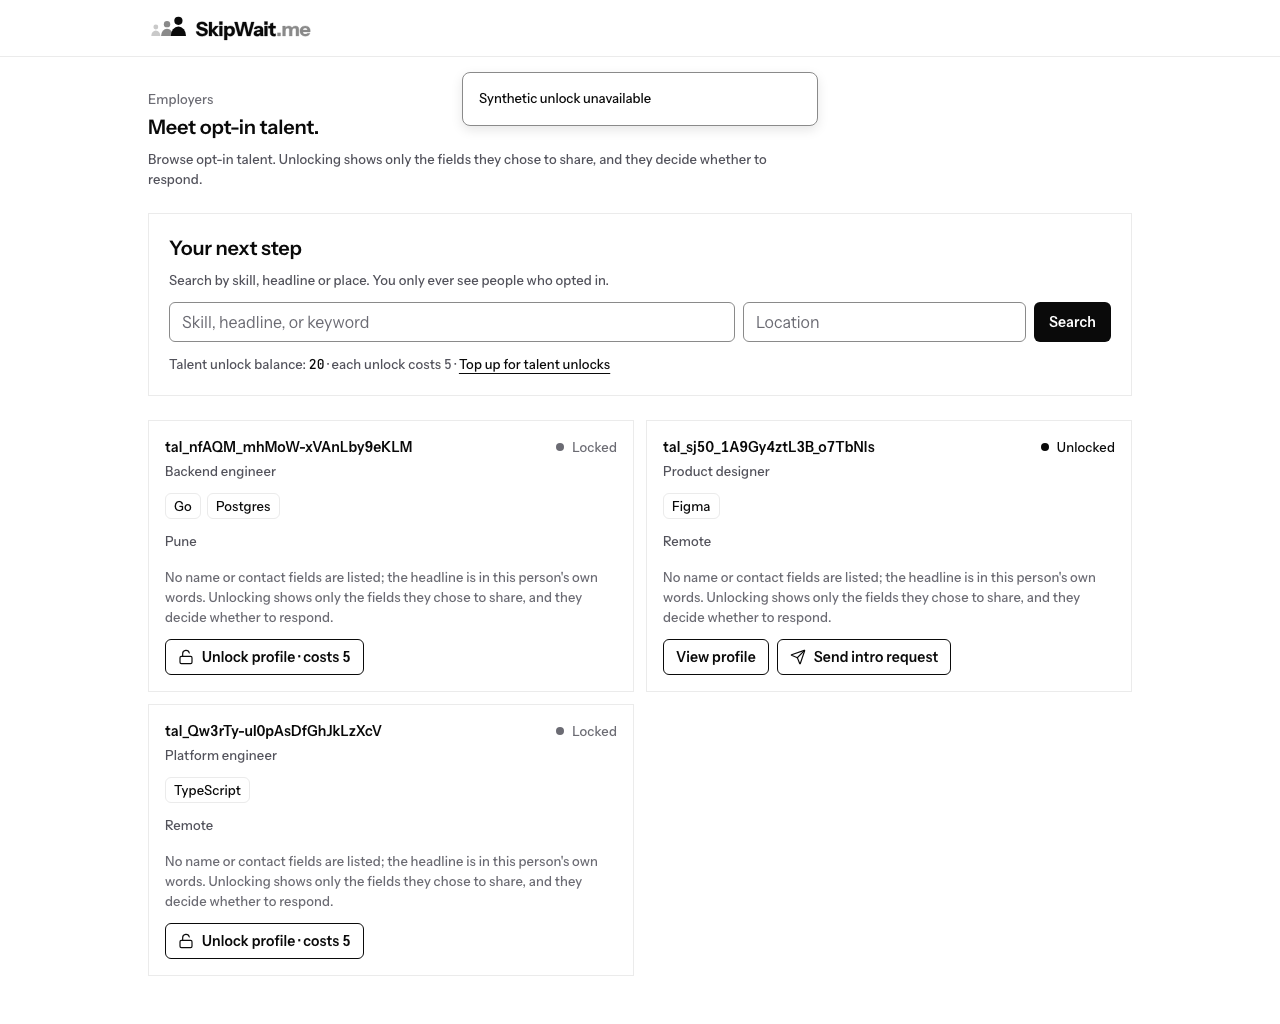 SkipWait.me
Synthetic unlock unavailable
Employers
Meet opt-in talent.
Browse opt-in talent. Unlocking shows only the fields they chose to share, and they decide whether to
respond.
Your next step
Search by skill, headline or place. You only ever see people who opted in.
Skill, headline, or keyword
Location
Search
Talent unlock balance: 20 · each unlock costs 5 · Top up for talent unlocks
tal_nfAQM_mhMoW-xVAnLby9eKLM
Locked
Backend engineer
Go
Postgres
Pune
No name or contact fields are listed; the headline is in this person's own
words. Unlocking shows only the fields they chose to share, and they
decide whether to respond.
Unlock profile · costs 5
tal_sj50_1A9Gy4ztL3B_o7TbNls
Unlocked
Product designer
Figma
Remote
No name or contact fields are listed; the headline is in this person's own
words. Unlocking shows only the fields they chose to share, and they
decide whether to respond.
View profile
Send intro request
tal_Qw3rTy-ul0pAsDfGhJkLzXcV
Locked
Platform engineer
TypeScript
Remote
No name or contact fields are listed; the headline is in this person's own
words. Unlocking shows only the fields they chose to share, and they
decide whether to respond.
Unlock profile · costs 5